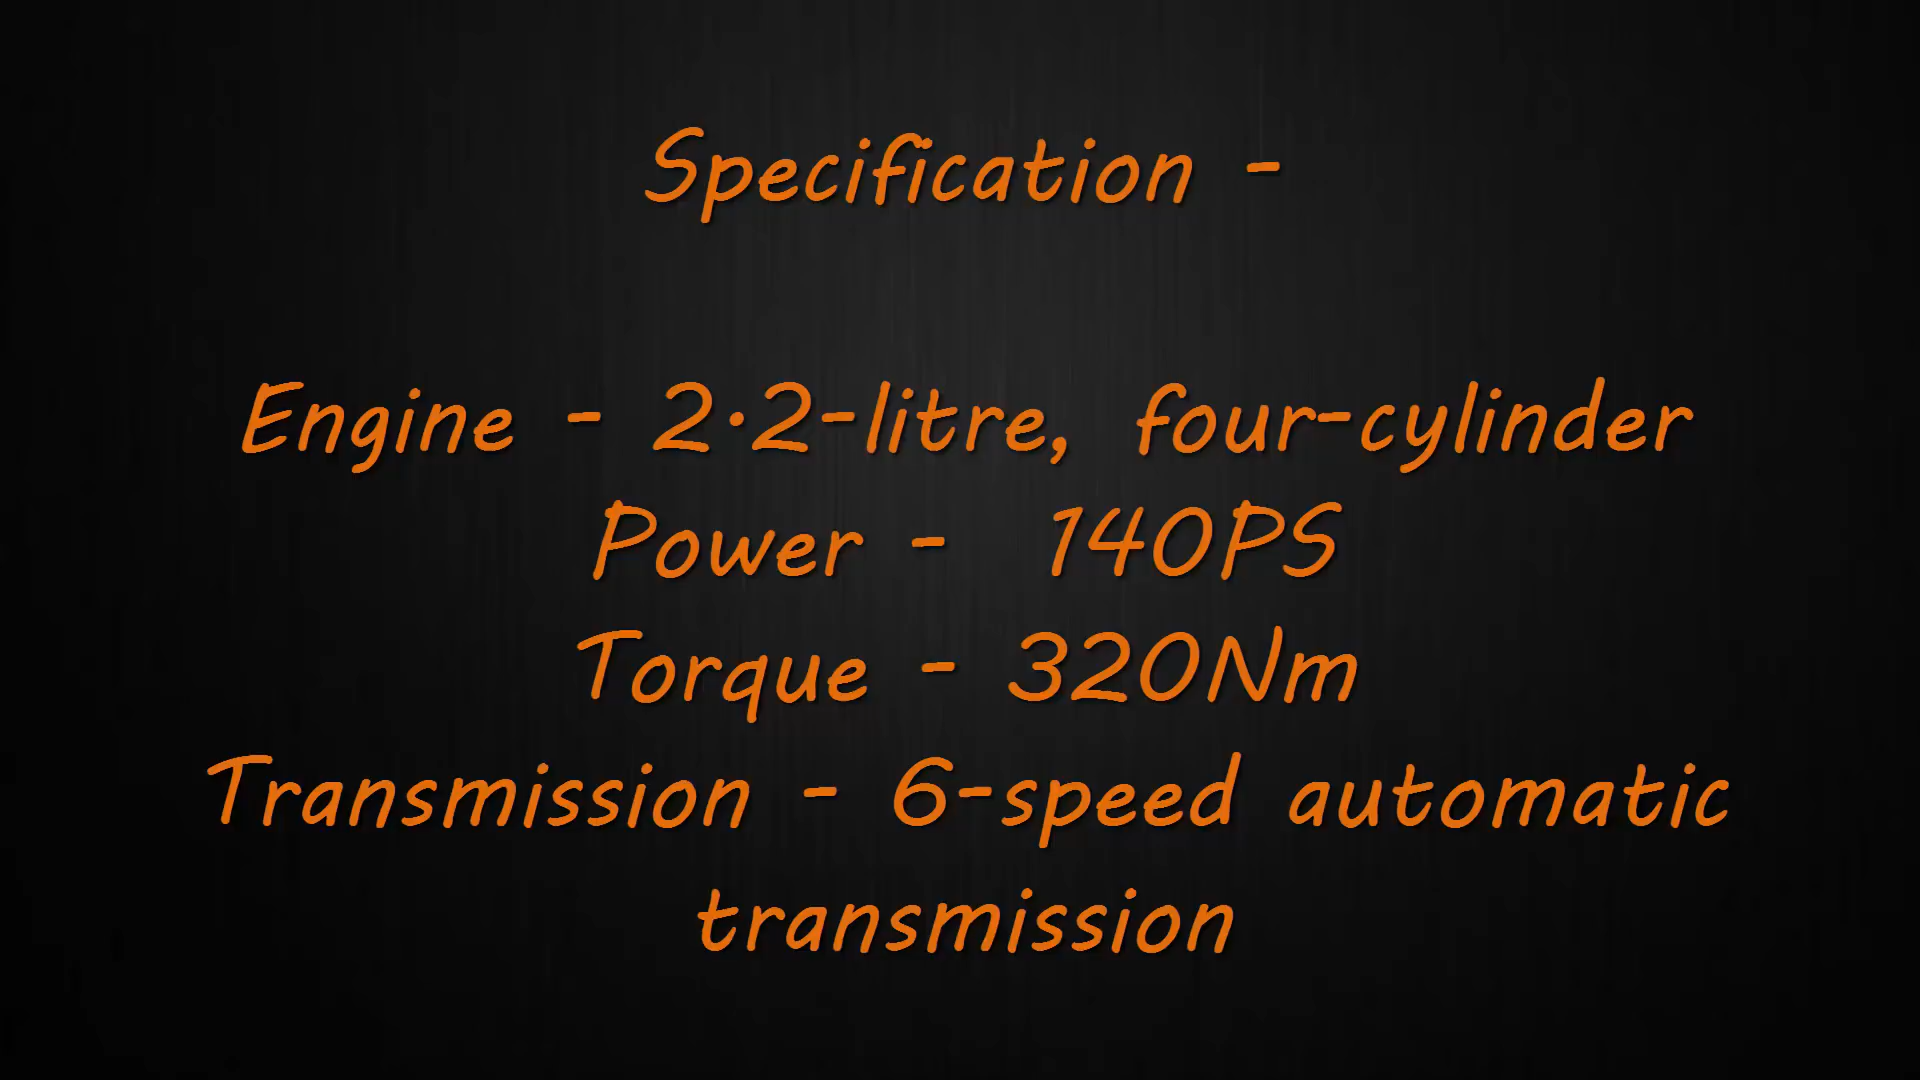 Specification -
Engine - 2.2-litre, four-cylinder
Power - 140PS
Torque - 320Nm
Transmission - 6-speed automatic
transmission